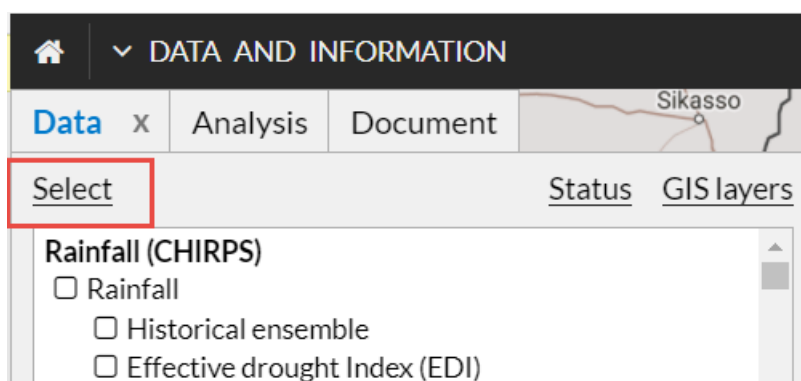 DATA AND INFORMATION
Data x Analysis Document
Sikasso
Select Status GIS layers
Rainfall (CHIRPS)
Rainfall
Historical ensemble
Effective drought Index (EDI)